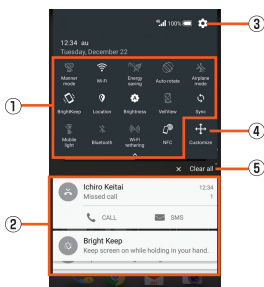 4G 100%
③
12:34 au
Tuesday, December 22
Manner mode
Wi-Fi
Energy saving
Auto rotate
Airplane mode
①
BrightKeep
Location
Brightness
VeilView
Sync
Mobile light
Bluetooth
Wi-Fi tethering
NFC
Customize
④
× Clear all
⑤
Ichiro Keitai
12:34
Missed call
1
②
CALL
SMS
Bright Keep
Keep screen on while holding in your hand.